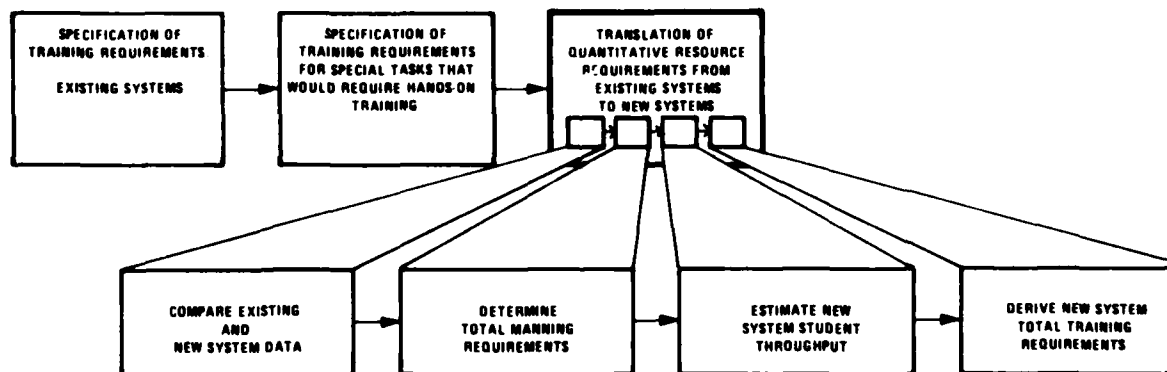 SPECIFICATION OF
TRAINING REQUIREMENTS
EXISTING SYSTEMS
SPECIFICATION OF
TRAINING REQUIREMENTS
FOR SPECIAL TASKS THAT
WOULD REQUIRE HANDS-ON
TRAINING
TRANSLATION OF
QUANTITATIVE RESOURCE
REQUIREMENTS FROM
EXISTING SYSTEMS
TO NEW SYSTEMS
COMPARE EXISTING
AND
NEW SYSTEM DATA
DETERMINE
TOTAL MANNING
REQUIREMENTS
ESTIMATE NEW
SYSTEM STUDENT
THROUGHPUT
DERIVE NEW SYSTEM
TOTAL TRAINING
REQUIREMENTS